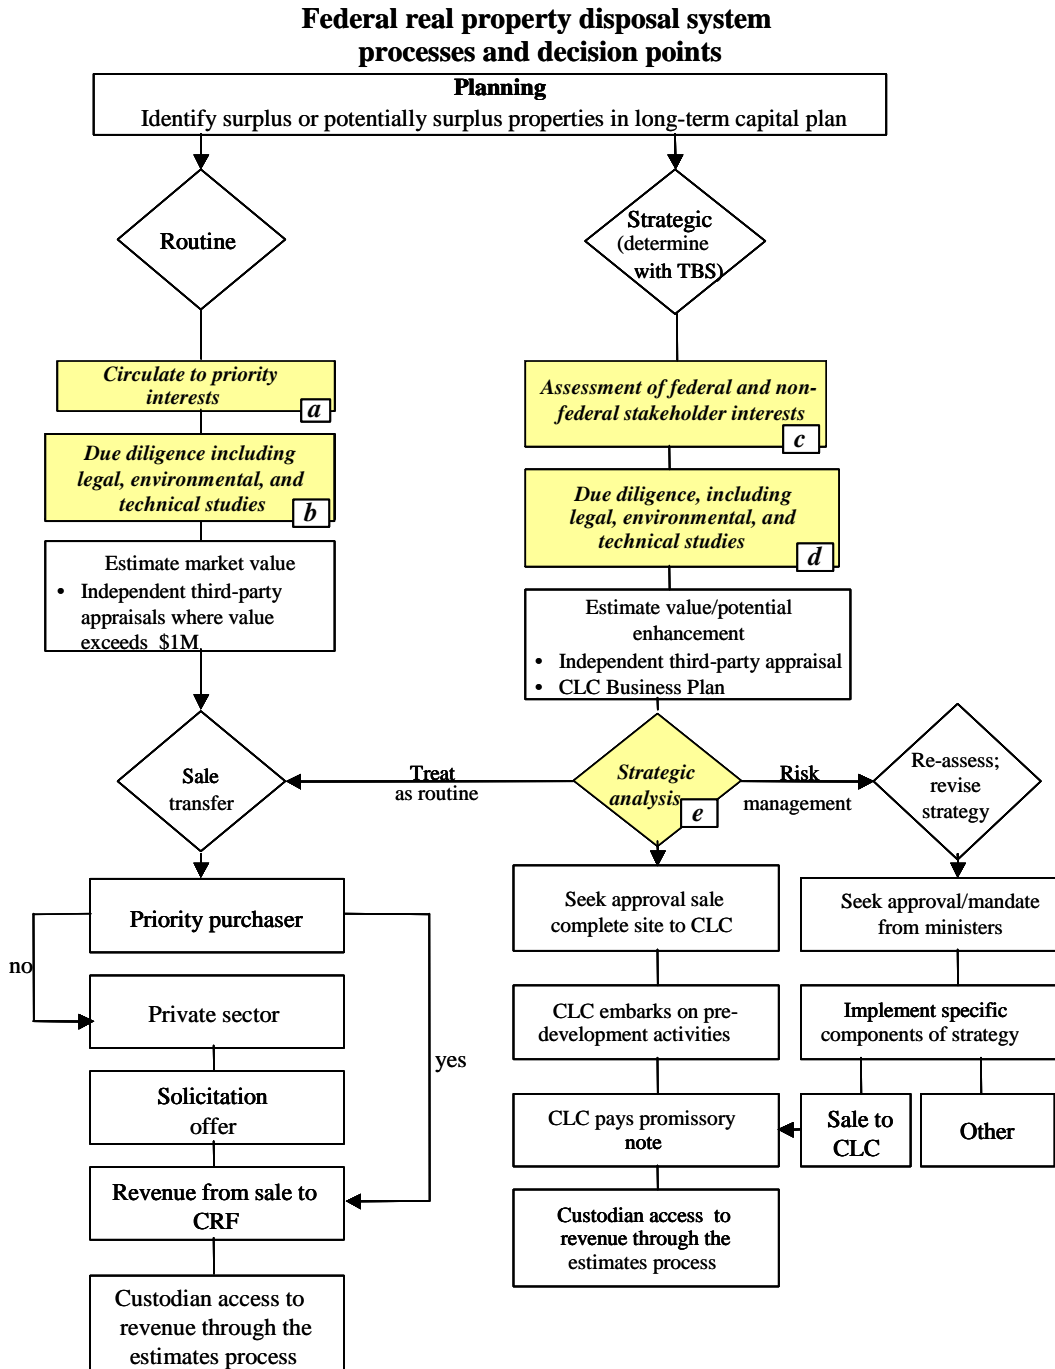 Federal real property disposal system
processes and decision points
Planning
Identify surplus or potentially surplus properties in long-term capital plan
Routine
Strategic
(determine
with TBS)
Circulate to priority
interests
a
Due diligence including
legal, environmental, and
technical studies
b
Estimate market value
• Independent third-party
appraisals where value
exceeds $1M
Assessment of federal and non-
federal stakeholder interests
c
Due diligence, including
legal, environmental, and
technical studies
d
Estimate value/potential
enhancement
• Independent third-party appraisal
• CLC Business Plan
Sale
transfer
Treat
as routine
Strategic
analysis
e
Risk
management
Re-assess;
revise
strategy
Priority purchaser
no
yes
Private sector
Solicitation
offer
Revenue from sale to
CRF
Custodian access to
revenue through the
estimates process
Seek approval sale
complete site to CLC
CLC embarks on pre-
development activities
CLC pays promissory
note
Custodian access to
revenue through the
estimates process
Seek approval/mandate
from ministers
Implement specific
components of strategy
Sale to
CLC
Other